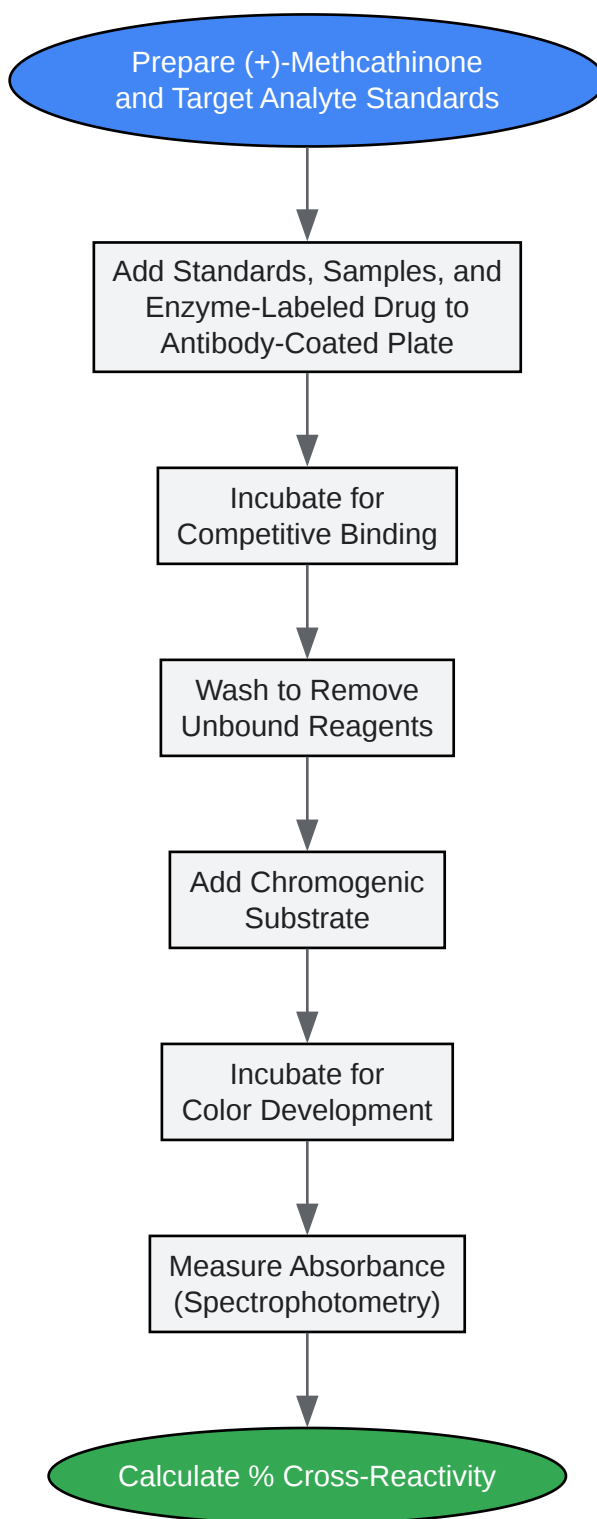 Prepare (+)-Methcathinone
and Target Analyte Standards
Add Standards, Samples, and
Enzyme-Labeled Drug to
Antibody-Coated Plate
Incubate for
Competitive Binding
Wash to Remove
Unbound Reagents
Add Chromogenic
Substrate
Incubate for
Color Development
Measure Absorbance
(Spectrophotometry)
Calculate % Cross-Reactivity